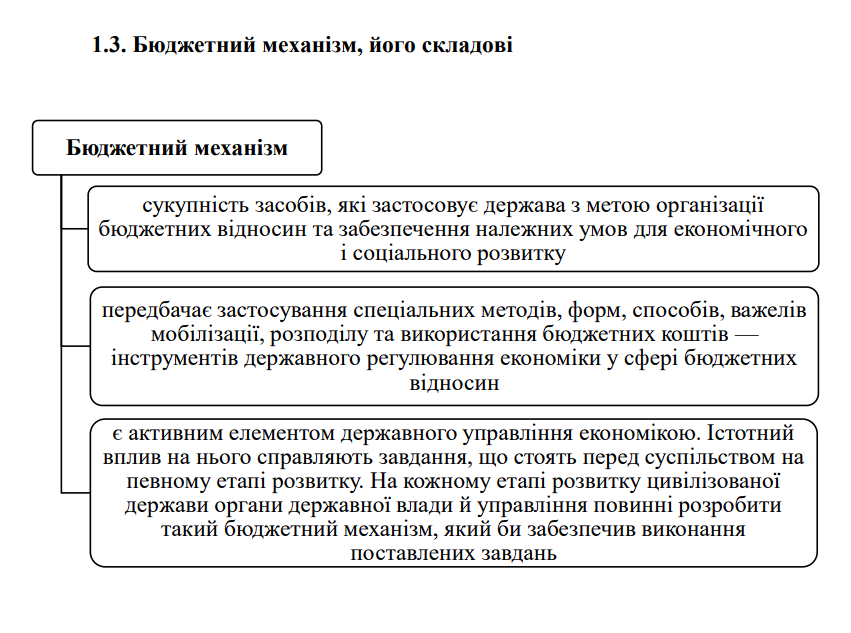 1.3. Бюджетний механізм, його складові
Бюджетний механізм
сукупність засобів, які застосовує держава з метою організації
бюджетних відносин та забезпечення належних умов для економічного
і соціального розвитку
передбачає застосування спеціальних методів, форм, способів, важелів
мобілізації, розподілу та використання бюджетних коштів —
інструментів державного регулювання економіки у сфері бюджетних
відносин
є активним елементом державного управління економікою. Істотний
вплив на нього справляють завдання, що стоять перед суспільством на
певному етапі розвитку. На кожному етапі розвитку цивілізованої
держави органи державної влади й управління повинні розробити
такий бюджетний механізм, який би забезпечив виконання
поставлених завдань